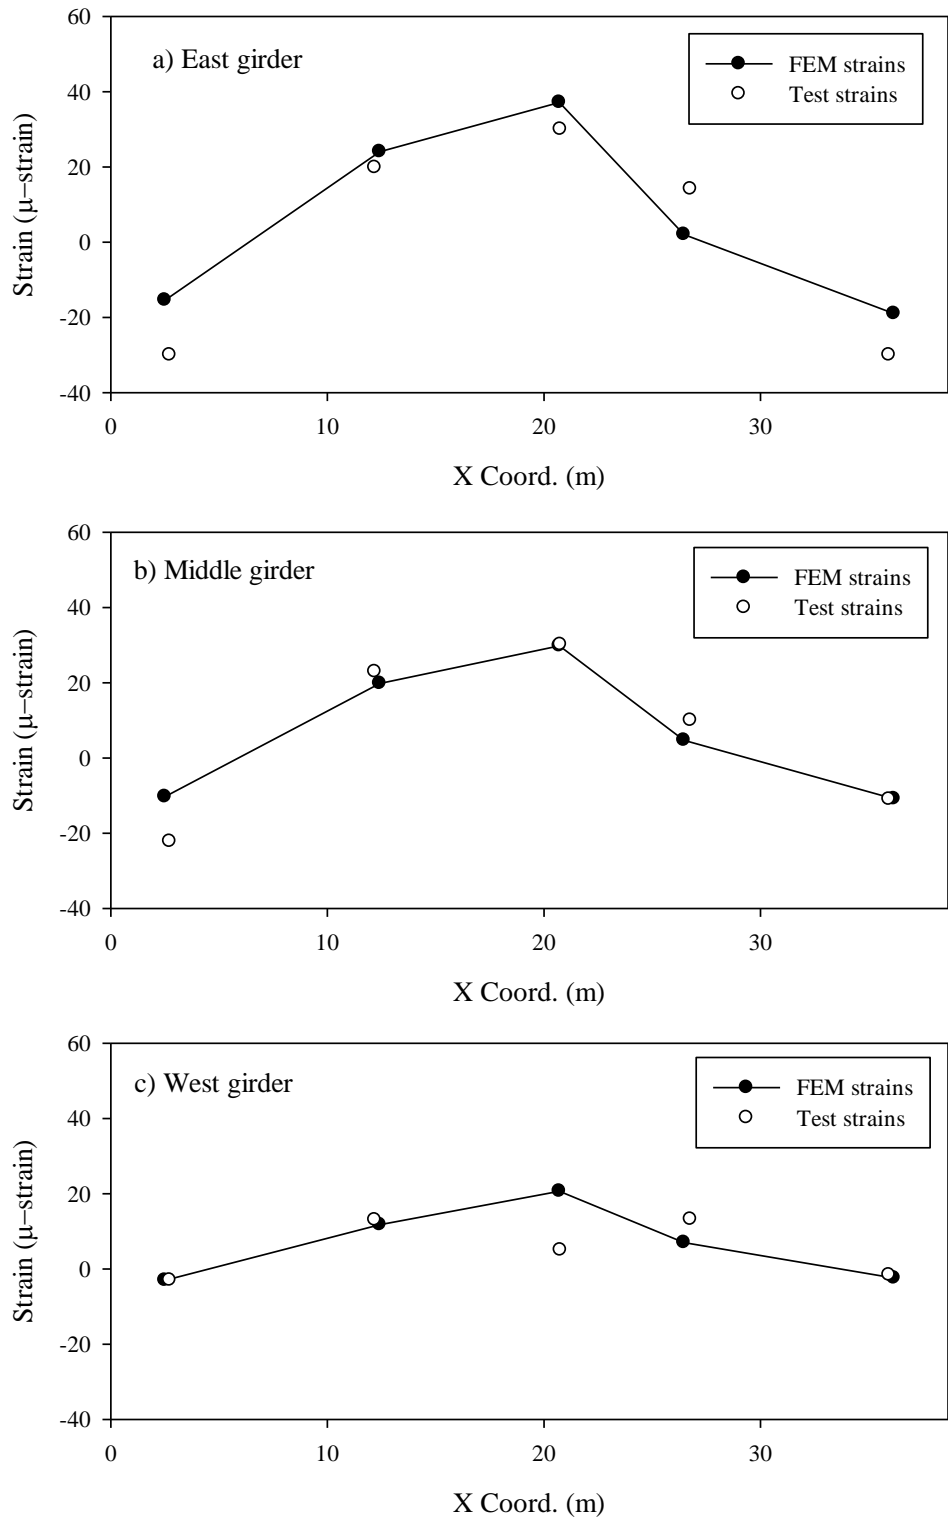 60
a) East girder
FEM strains
Test strains
40
20
0
-20
-40
Strain (μ−strain)
0 10 20 30
X Coord. (m)
60
b) Middle girder
FEM strains
Test strains
40
20
0
-20
-40
Strain (μ−strain)
0 10 20 30
X Coord. (m)
60
c) West girder
FEM strains
Test strains
40
20
0
-20
-40
Strain (μ−strain)
0 10 20 30
X Coord. (m)